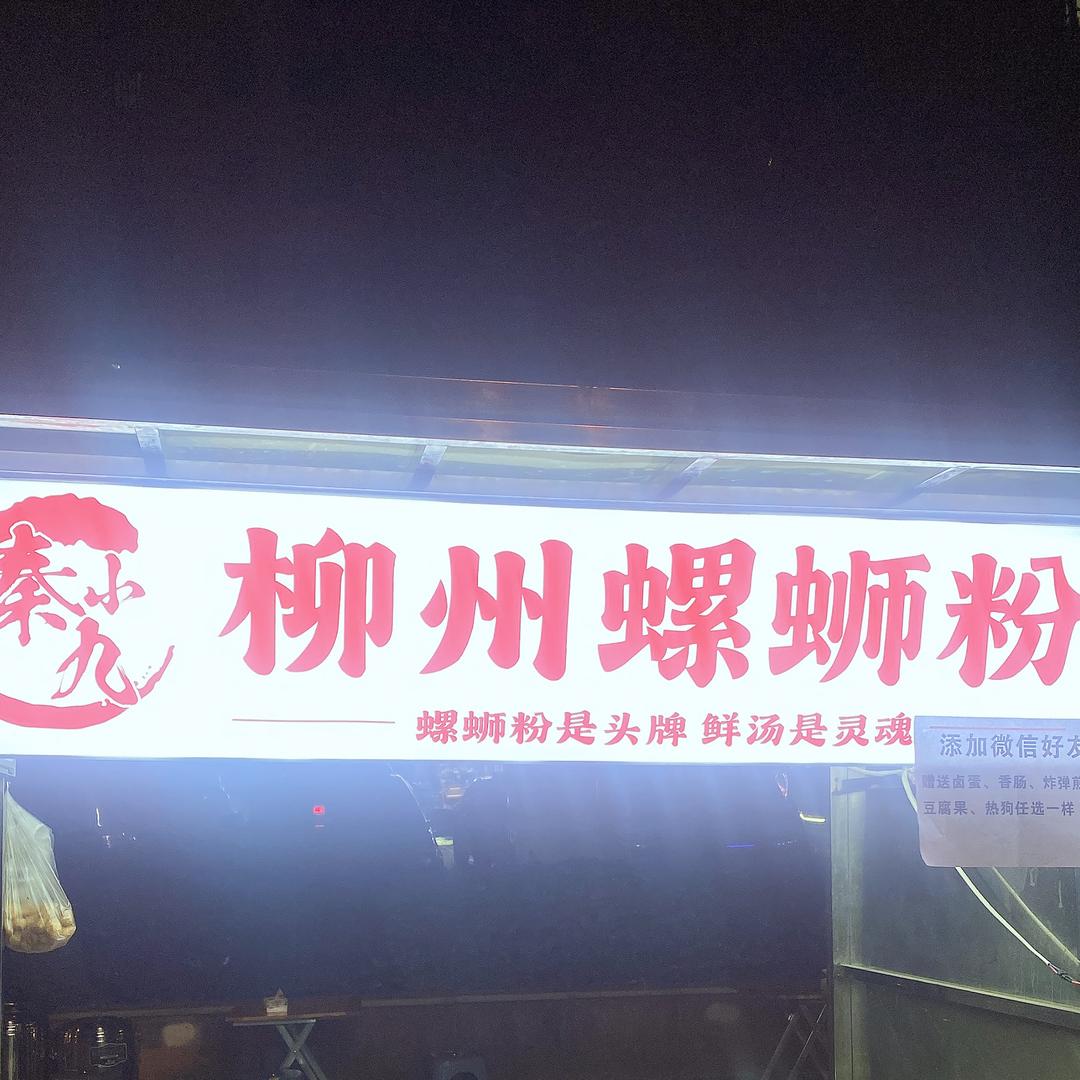 秦小九
柳州螺蛳粉
螺蛳粉是头牌 鲜汤是灵魂
添加微信好友
赠送卤蛋、香肠、炸弹煎
豆腐果、热狗任选一样